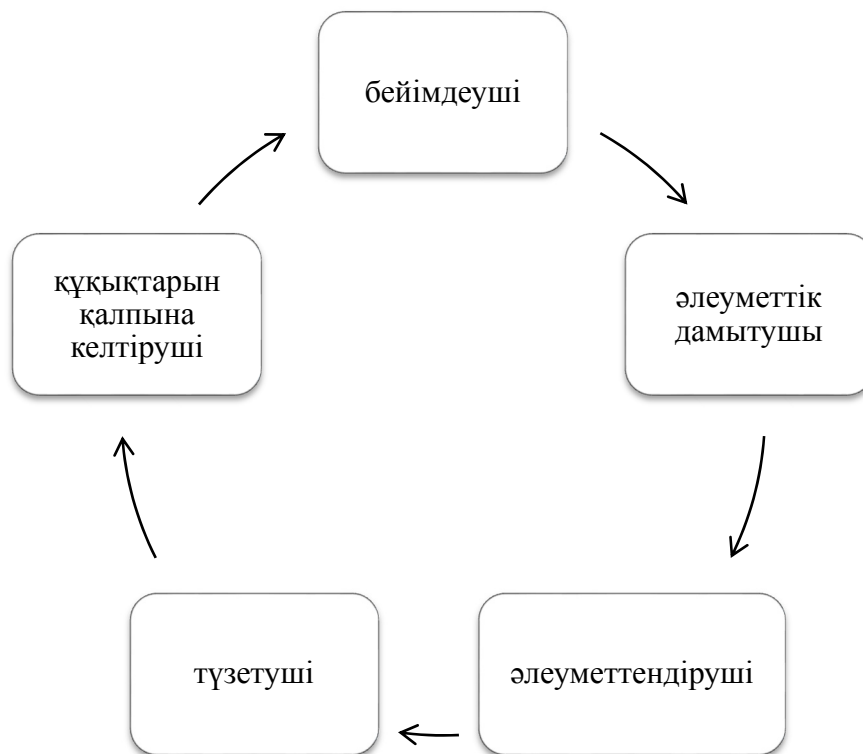 бейімдеуші
әлеуметтік
дамытушы
әлеуметтендіруші
түзетуші
құқықтарын
қалпына
келтіруші